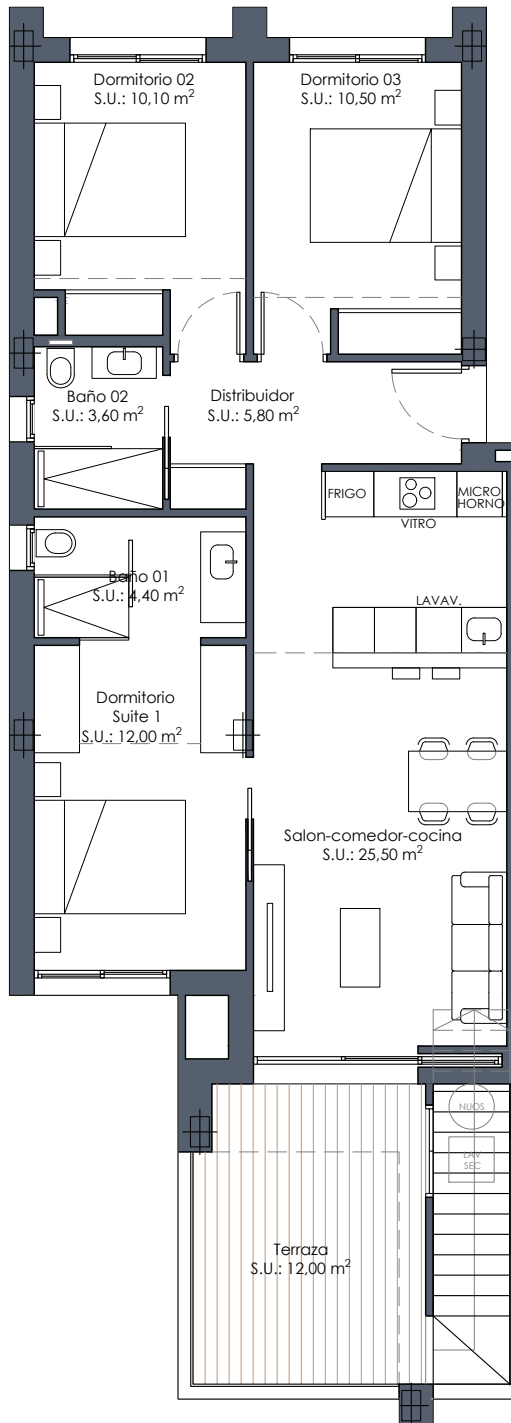 Dormitorio 02
S.U.: 10,10 m²
Dormitorio 03
S.U.: 10,50 m²
Baño 02
S.U.: 3,60 m²
Distribuidor
S.U.: 5,80 m²
FRIGO
VITRO
MICRO
HORNO
Baño 01
S.U.: 4,40 m²
LAVAV.
Dormitorio
Suite 1
S.U.: 12,00 m²
Salon-comedor-cocina
S.U.: 25,50 m²
NUOS
LAV
SEC
Terraza
S.U.: 12,00 m²